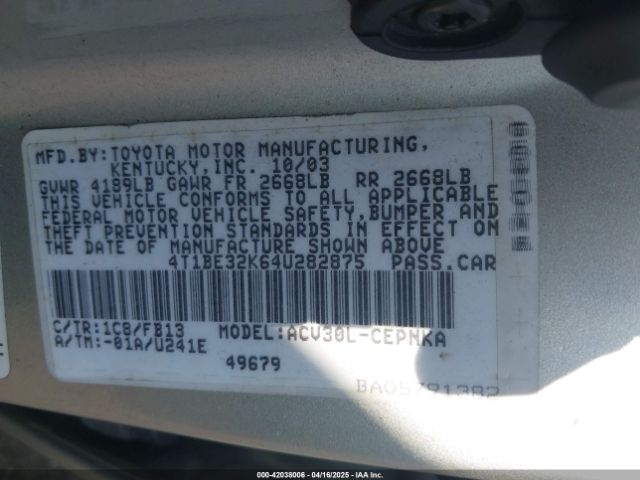 MFD.BY:TOYOTA MOTOR MANUFACTURING,
KENTUCKY,INC. 10/03
GVWR 4189LB GAWR FR 2668LB RR 2668LB
THIS VEHICLE CONFORMS TO ALL APPLICABLE
FEDERAL MOTOR VEHICLE SAFETY,BUMPER AND
THEFT PREVENTION STANDARDS IN EFFECT ON
THE DATE OF MANUFACTURE SHOWN ABOVE
4T1BE32K64U282875 PASS.CAR
C/TR:1C8/FB13 MODEL:ACV30L-CEPNKA
A/TM:-01A/U241E
49679
BA05791382
000-42038006 - 04/16/2025 - IAAI.COM